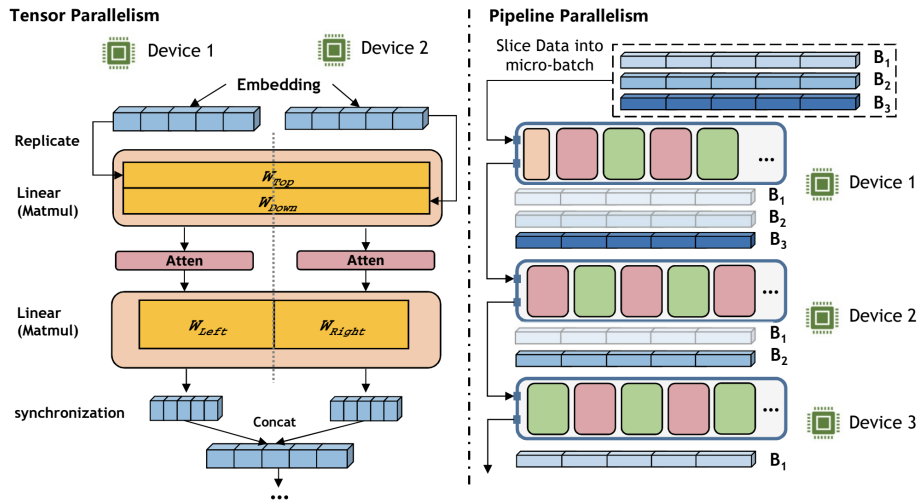 Tensor Parallelism
Device 1
Device 2
Embedding
Replicate
Linear
(Matmul)
W_Top
W_Down
Atten
Atten
Linear
(Matmul)
W_Left
W_Right
synchronization
Concat
...
Pipeline Parallelism
Slice Data into
micro-batch
B1
B2
B3
...
Device 1
B1
B2
B3
...
Device 2
B1
B2
...
Device 3
B1